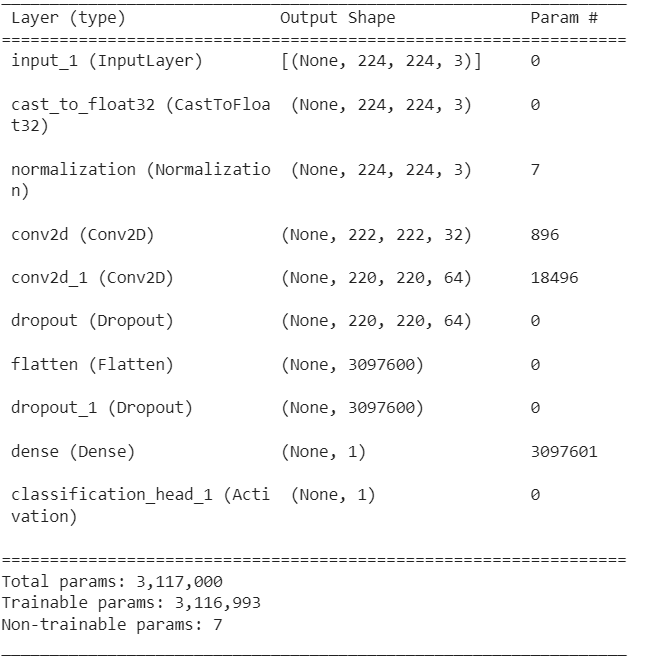 Layer (type) Output Shape Param #
=================================================================
input_1 (InputLayer) [(None, 224, 224, 3)] 0
cast_to_float32 (CastToFloa (None, 224, 224, 3) 0
t32)
normalization (Normalizatio (None, 224, 224, 3) 7
n)
conv2d (Conv2D) (None, 222, 222, 32) 896
conv2d_1 (Conv2D) (None, 220, 220, 64) 18496
dropout (Dropout) (None, 220, 220, 64) 0
flatten (Flatten) (None, 3097600) 0
dropout_1 (Dropout) (None, 3097600) 0
dense (Dense) (None, 1) 3097601
classification_head_1 (Acti (None, 1) 0
vation)
=================================================================
Total params: 3,117,000
Trainable params: 3,116,993
Non-trainable params: 7